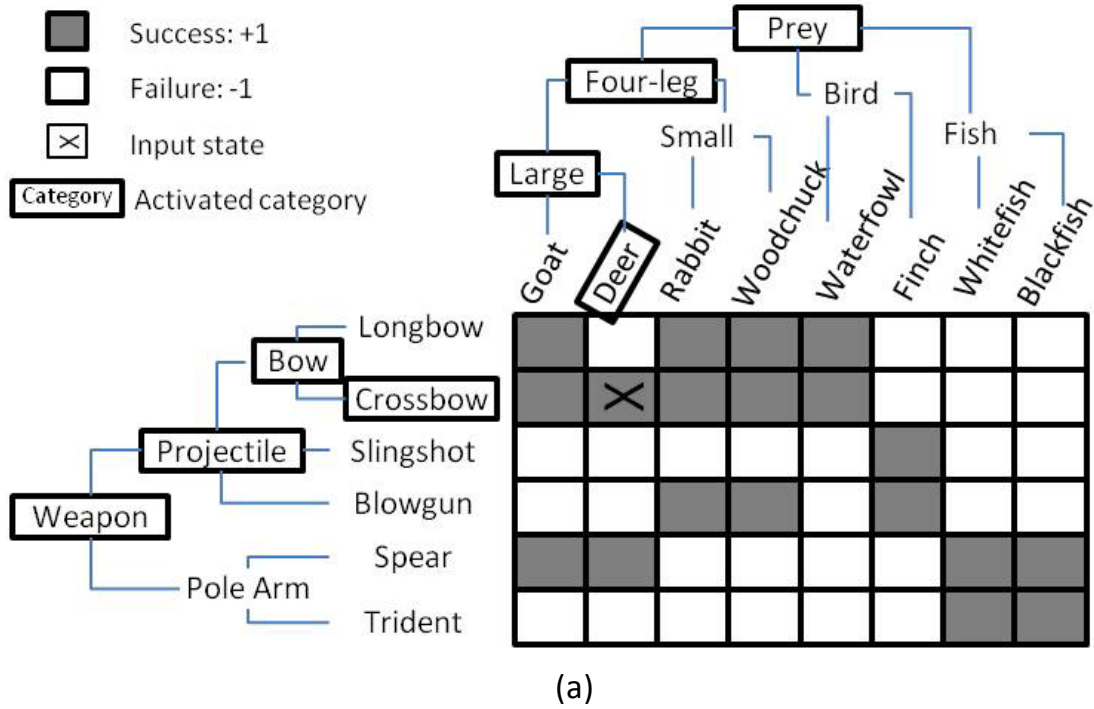 Success: +1
Failure: -1
X Input state
Category Activated category
Prey
Four-leg
Bird
Small
Fish
Large
Goat
Deer
Rabbit
Woodchuck
Waterfowl
Finch
Whitefish
Blackfish
Longbow
Bow
Crossbow
X
Projectile
Slingshot
Blowgun
Weapon
Spear
Pole Arm
Trident
(a)